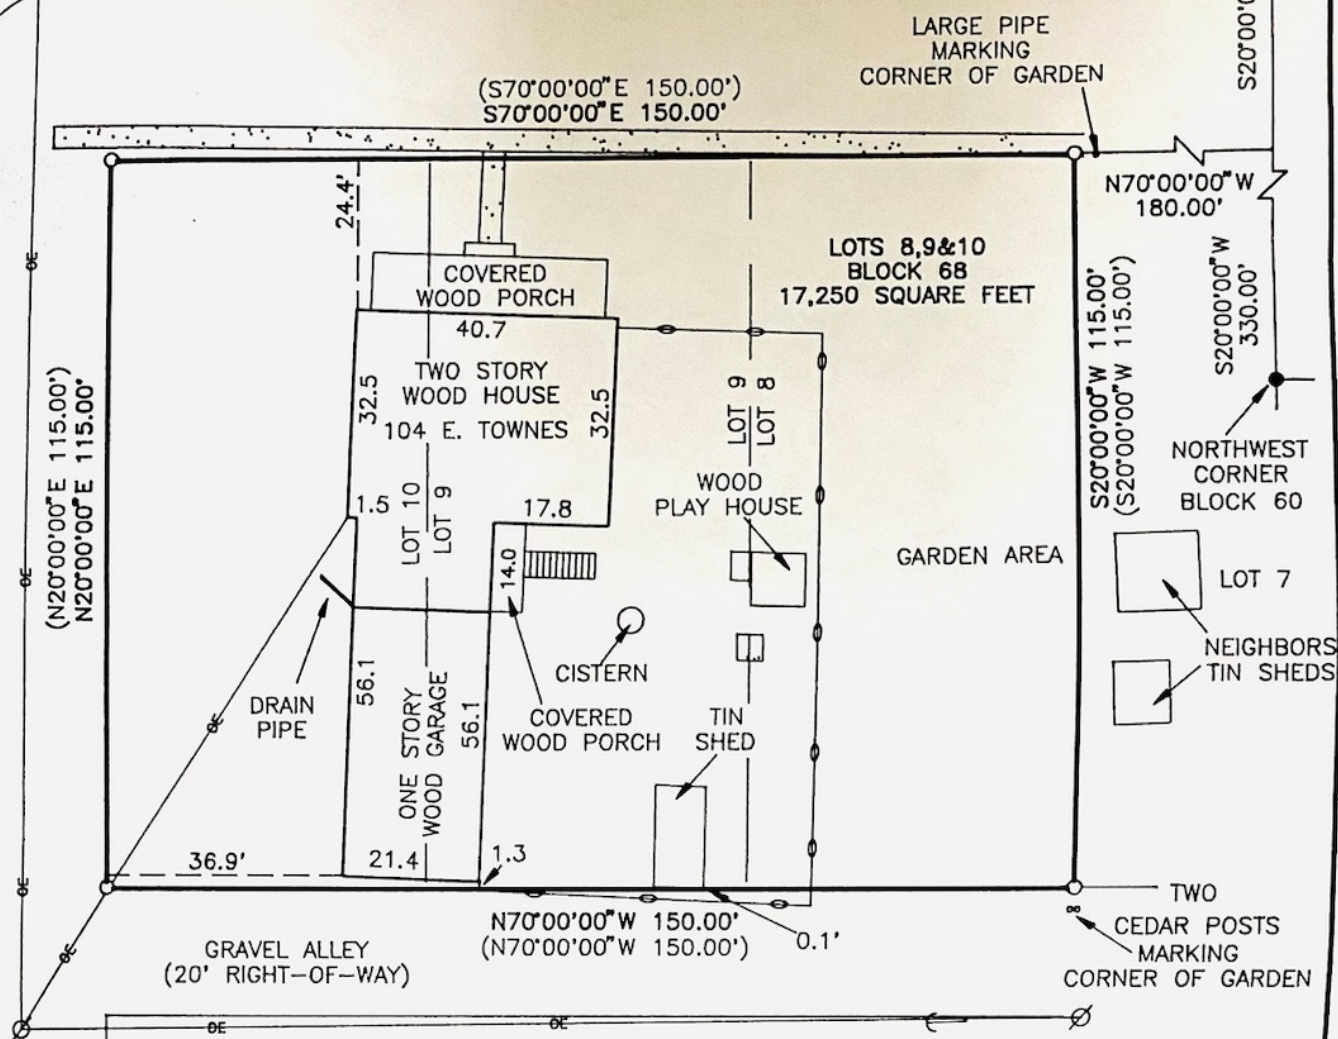 S20°00'0
LARGE PIPE
MARKING
CORNER OF GARDEN
(S70°00'00"E 150.00')
S70°00'00"E 150.00'
N70°00'00"W
180.00'
24.4'
LOTS 8,9&10
BLOCK 68
17,250 SQUARE FEET
S20°00'00"W
330.00'
COVERED
WOOD PORCH
40.7
TWO STORY
WOOD HOUSE
104 E. TOWNES
32.5
32.5
(N20°00'00"E 115.00')
N20°00'00"E 115.00'
S20°00'00"W 115.00'
(S20°00'00"W 115.00')
LOT 9
LOT 8
NORTHWEST
CORNER
BLOCK 60
WOOD
PLAY HOUSE
1.5
17.8
LOT 10
LOT 9
14.0
GARDEN AREA
LOT 7
NEIGHBORS
TIN SHEDS
CISTERN
DRAIN
PIPE
56.1
56.1
ONE STORY
WOOD GARAGE
COVERED
WOOD PORCH
TIN
SHED
36.9'
21.4
1.3
N70°00'00"W 150.00'
(N70°00'00"W 150.00')
0.1'
TWO
CEDAR POSTS
MARKING
CORNER OF GARDEN
GRAVEL ALLEY
(20' RIGHT-OF-WAY)
OE
OE
OE
OE
OE
OE
OE